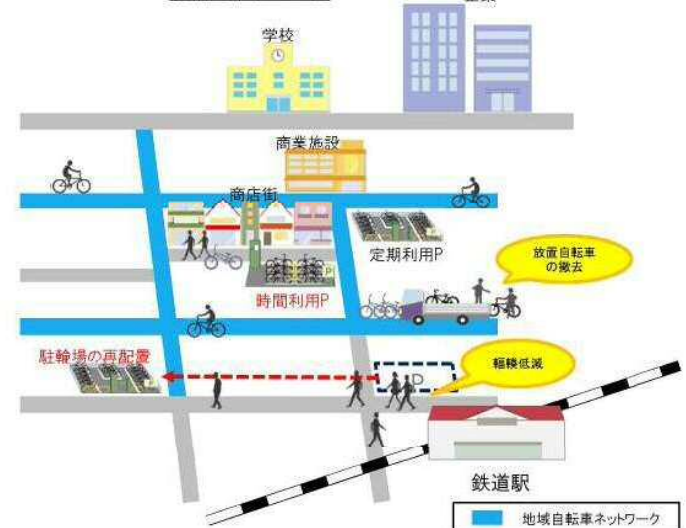 学校
商業施設
商店街
定期利用P
放置自転車
の撤去
P
時間利用P
駐輪場の再配置
P
輻輳低減
鉄道駅
地域自転車ネットワーク